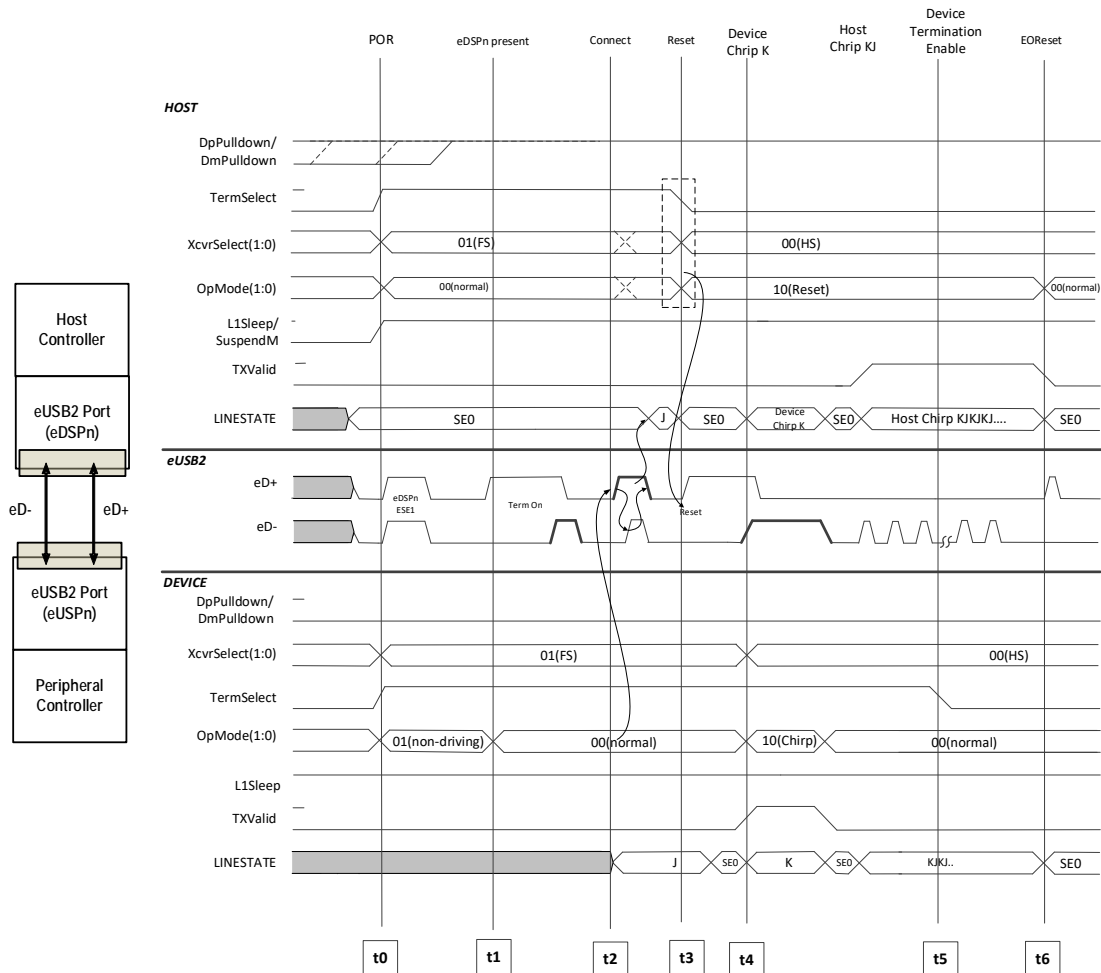 POR
eDSPn present
Connect
Reset
Device
Chrip K
Host
Chrip KJ
Device
Termination
Enable
EOReset
HOST
DpPulldown/
DmPulldown
TermSelect
XcvrSelect(1:0)
01(FS)
00(HS)
OpMode(1:0)
00(normal)
10(Reset)
00(normal)
L1Sleep/
SuspendM
TXValid
LINESTATE
SE0
J
SE0
Device
Chirp K
SE0
Host Chirp KJKJKJ....
SE0
eUSB2
eD+
eDSPn
ESE1
Term On
Reset
eD-
DEVICE
DpPulldown/
DmPulldown
XcvrSelect(1:0)
01(FS)
00(HS)
TermSelect
OpMode(1:0)
01(non-driving)
00(normal)
10(Chirp)
00(normal)
L1Sleep
TXValid
LINESTATE
J
SE0
K
SE0
KJKJ..
SE0
t0
t1
t2
t3
t4
t5
t6
Host
Controller
eUSB2 Port
(eDSPn)
eD-
eD+
eUSB2 Port
(eUSPn)
Peripheral
Controller